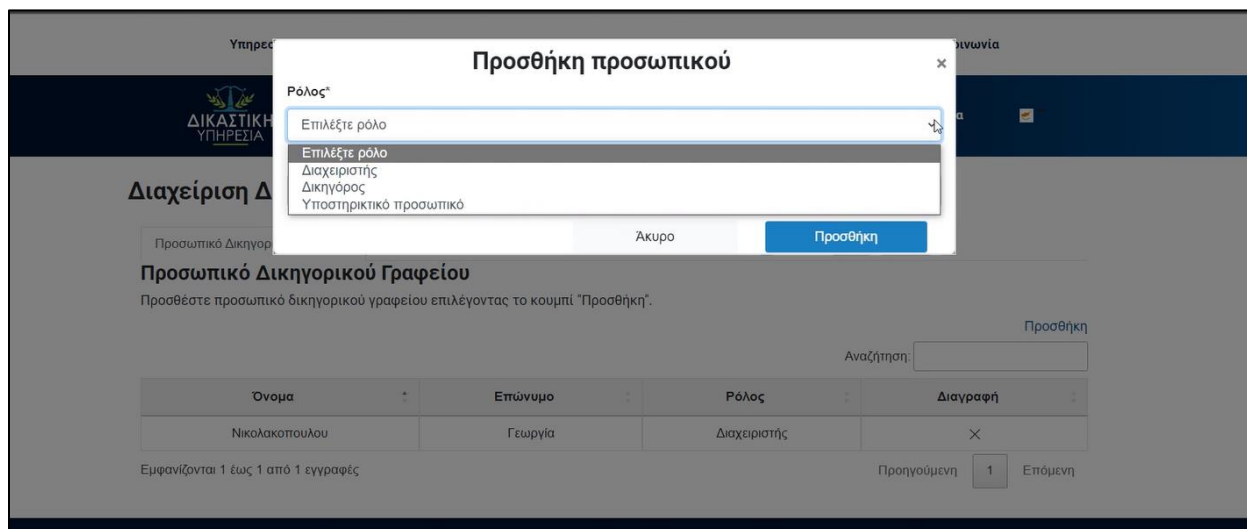 Προσθήκη προσωπικού
×
Ρόλος*
Επιλέξτε ρόλο
Επιλέξτε ρόλο
Διαχειριστής
Δικηγόρος
Υποστηρικτικό προσωπικό
Άκυρο
Προσθήκη
ΔΙΚΑΣΤΙΚΗ
ΥΠΗΡΕΣΙΑ
Διαχείριση
Προσωπικό
Προσωπικό Δικηγορικού Γραφείου
Προσθέστε προσωπικό δικηγορικού γραφείου επιλέγοντας το κουμπί "Προσθήκη".
Προσθήκη
Αναζήτηση:
Όνομα Επώνυμο Ρόλος Διαγραφή
Νικολακοπουλου Γεωργία Διαχειριστής ×
Εμφανίζονται 1 έως 1 από 1 εγγραφές
Προηγούμενη 1 Επόμενη